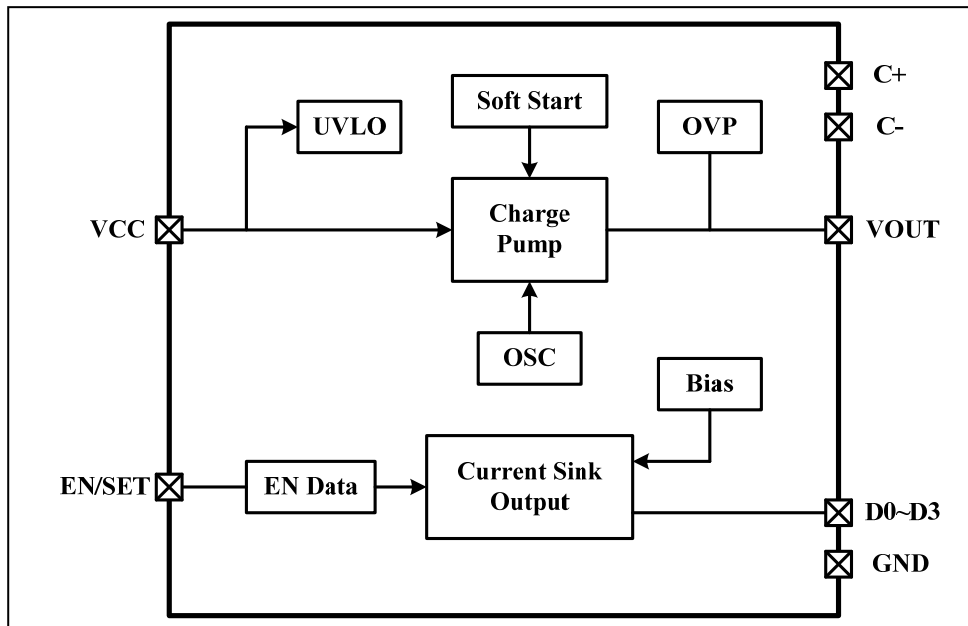 C+
Soft Start
UVLO
OVP
C-
VCC
Charge
Pump
VOUT
OSC
Bias
EN/SET
EN Data
Current Sink
Output
D0~D3
GND